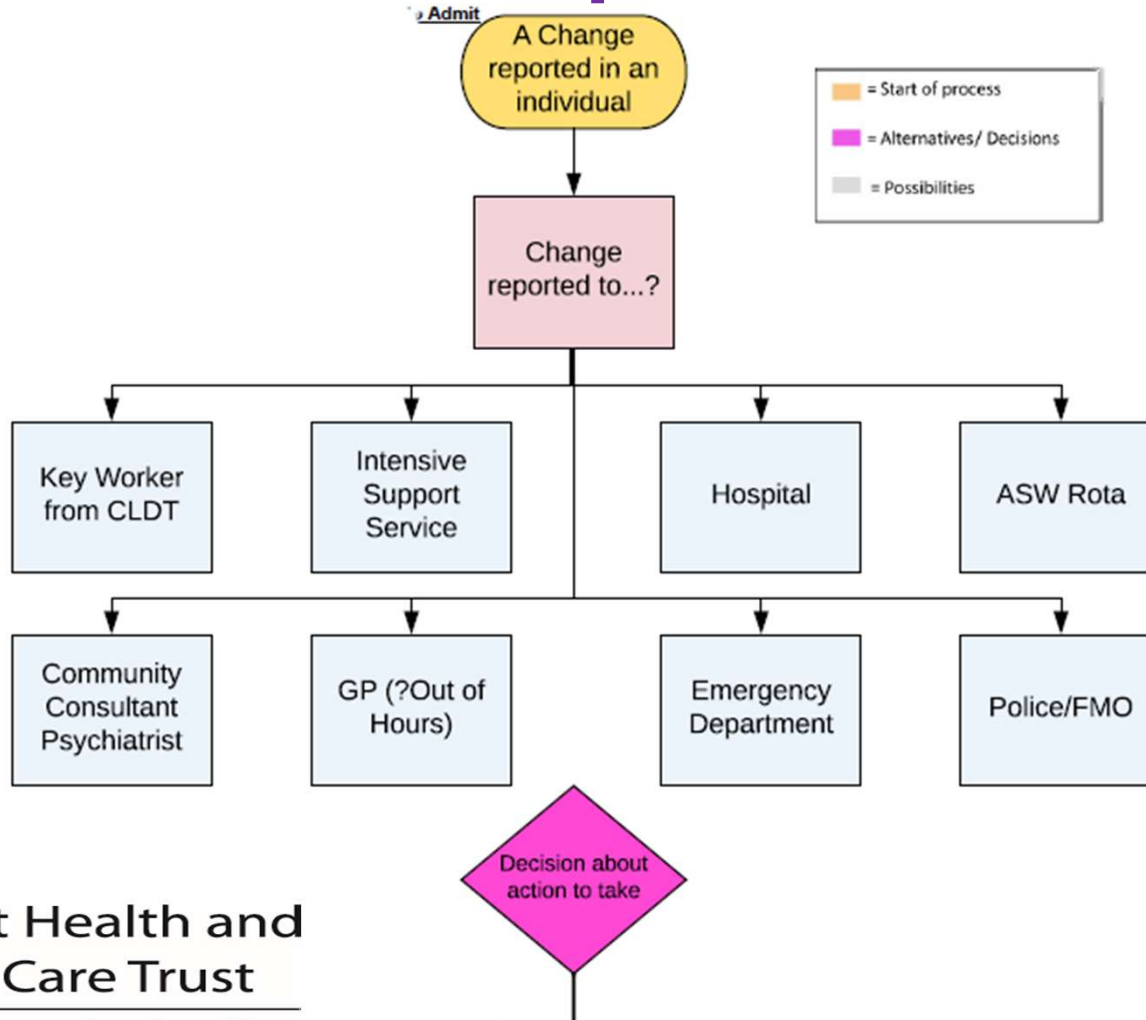 Admit
A Change
reported in an
individual
= Start of process
= Alternatives/ Decisions
= Possibilities
Change
reported to...?
Key Worker
from CLDT
Intensive
Support
Service
Hospital
ASW Rota
Community
Consultant
Psychiatrist
GP (?Out of
Hours)
Emergency
Department
Police/FMO
Decision about
action to take
Health and
Care Trust